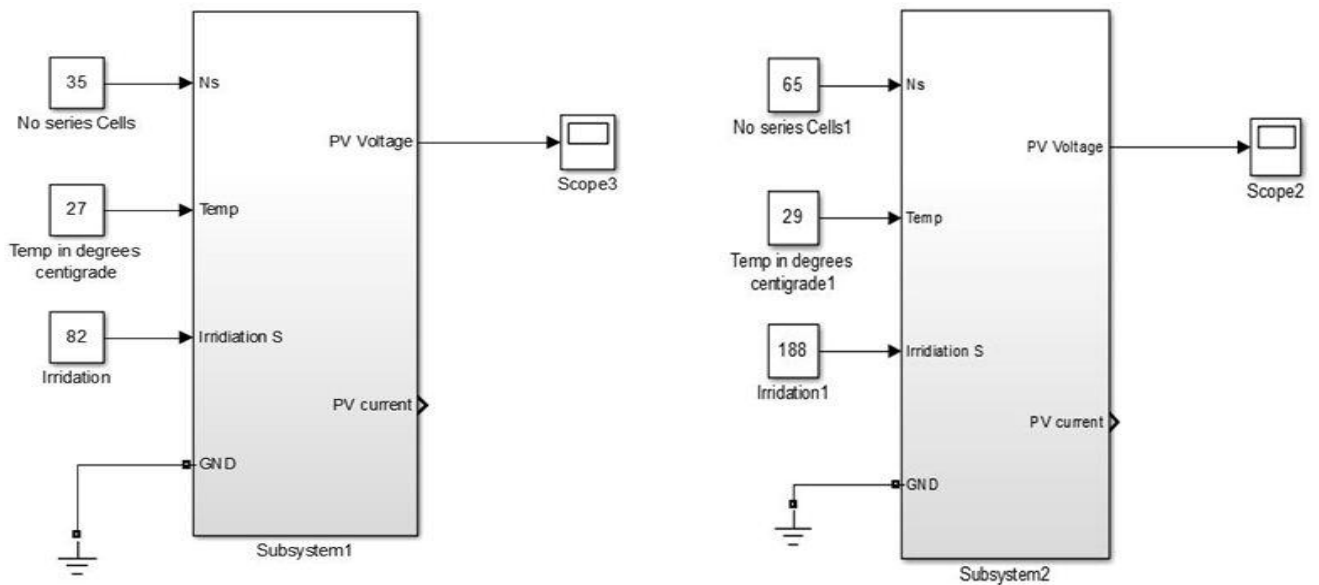 35
No series Cells
27
Temp in degrees
centigrade
82
Irridation
Ns
Temp
Irridiation S
GND
PV Voltage
PV current
Subsystem1
Scope3
65
No series Cells1
29
Temp in degrees
centigrade1
188
Irridation1
Ns
Temp
Irridiation S
GND
PV Voltage
PV current
Subsystem2
Scope2